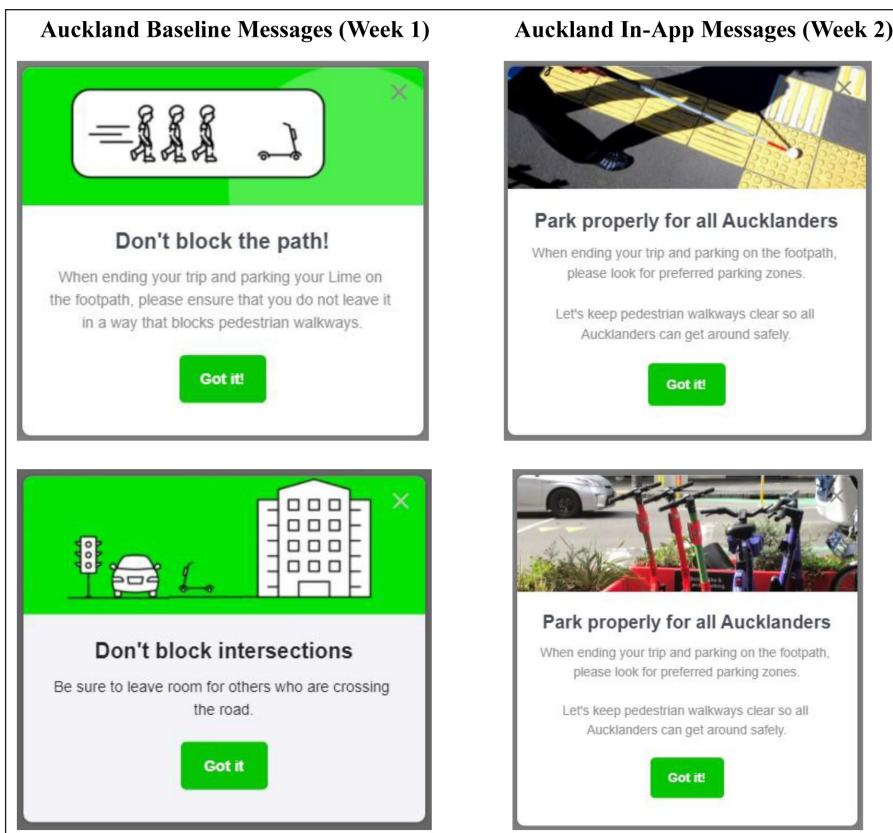 Auckland Baseline Messages (Week 1)
Don't block the path!
When ending your trip and parking your Lime on
the footpath, please ensure that you do not leave it
in a way that blocks pedestrian walkways.
Got it!
Don't block intersections
Be sure to leave room for others who are crossing
the road.
Got it
Auckland In-App Messages (Week 2)
Park properly for all Aucklanders
When ending your trip and parking on the footpath,
please look for preferred parking zones.
Let's keep pedestrian walkways clear so all
Aucklanders can get around safely.
Got it!
Park properly for all Aucklanders
When ending your trip and parking on the footpath,
please look for preferred parking zones.
Let's keep pedestrian walkways clear so all
Aucklanders can get around safely.
Got it!